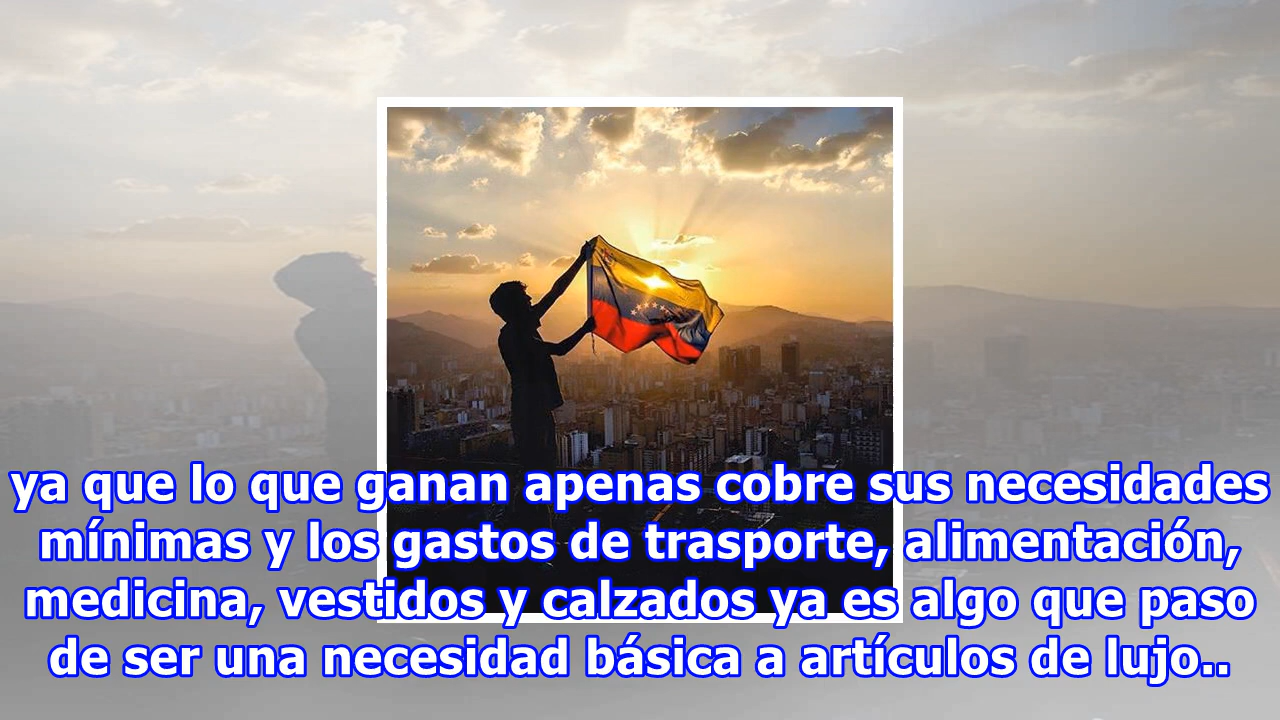 ya que lo que ganan apenas cobre sus necesidades
mínimas y los gastos de trasporte, alimentación,
medicina, vestidos y calzados ya es algo que paso
de ser una necesidad básica a artículos de lujo..